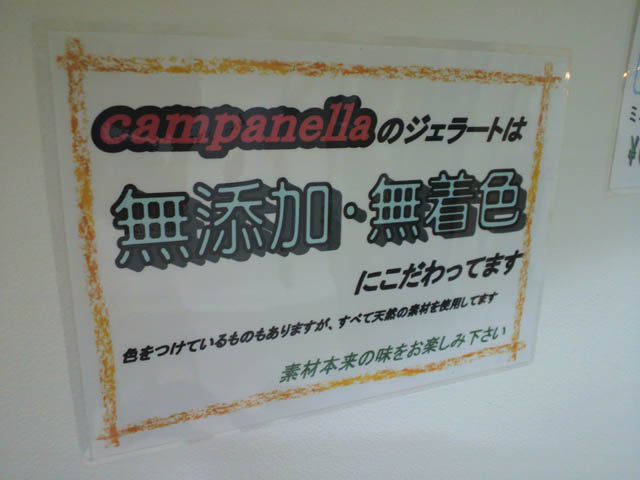 campanellaのジェラートは
無添加・無着色
にこだわってます
色をつけているものもありますが、すべて天然の素材を使用してます
素材本来の味をお楽しみ下さい